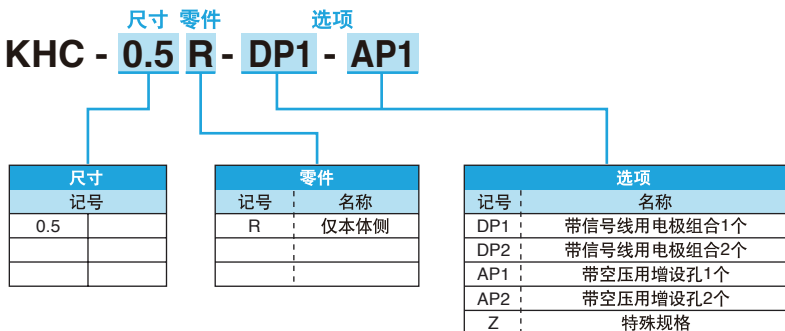 尺寸 零件 选项
KHC - 0.5 R - DP1 - AP1
尺寸
记号
0.5
零件
记号 名称
R 仅本体侧
选项
记号 名称
DP1 带信号线用电极组合1个
DP2 带信号线用电极组合2个
AP1 带空压用增设孔1个
AP2 带空压用增设孔2个
Z 特殊规格